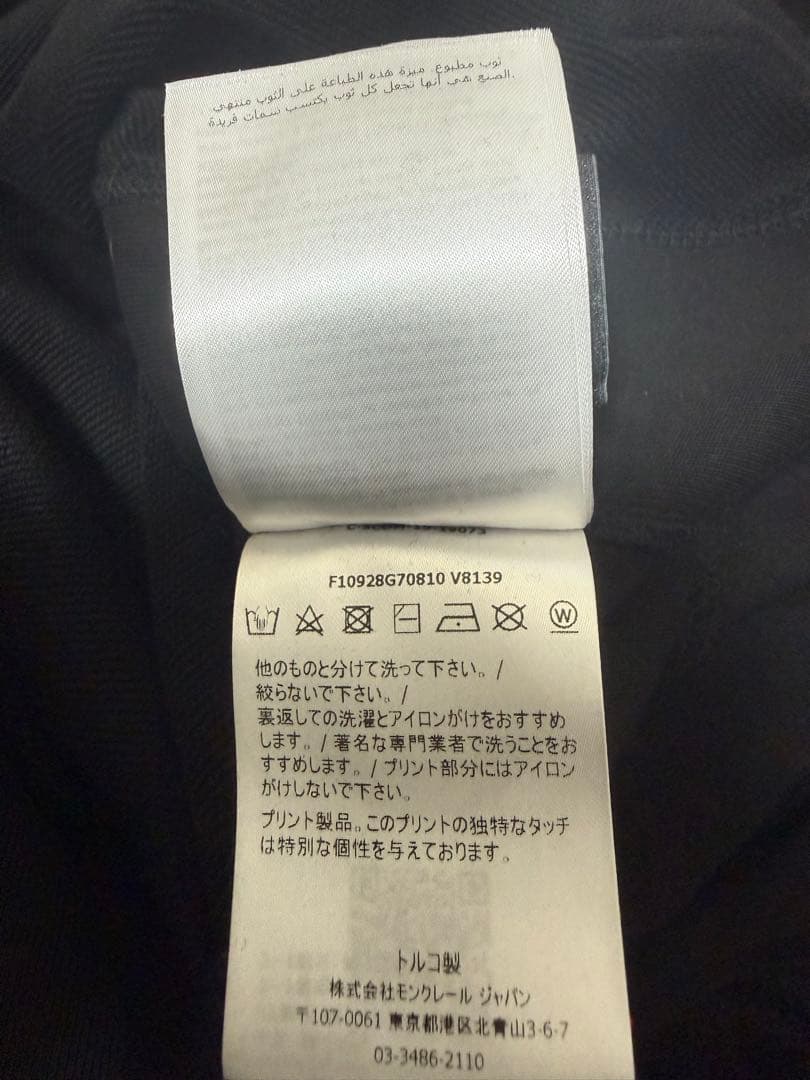 ثوب مطبوع. ميزة هذه الطباعة على الثوب منتهي
الصنع هي أنها تجعل كل ثوب يكتسب سمات فريدة.
F10928G70810 V8139
W
他のものと分けて洗って下さい。/
絞らないで下さい。/
裏返しての洗濯とアイロンがけをおすすめ
します。/ 著名な専門業者で洗うことをお
すすめします。/ プリント部分にはアイロン
がけしないで下さい。
プリント製品。このプリントの独特なタッチ
は特別な個性を与えております。
トルコ製
株式会社モンクレール ジャパン
〒107-0061 東京都港区北青山3-6-7
03-3486-2110